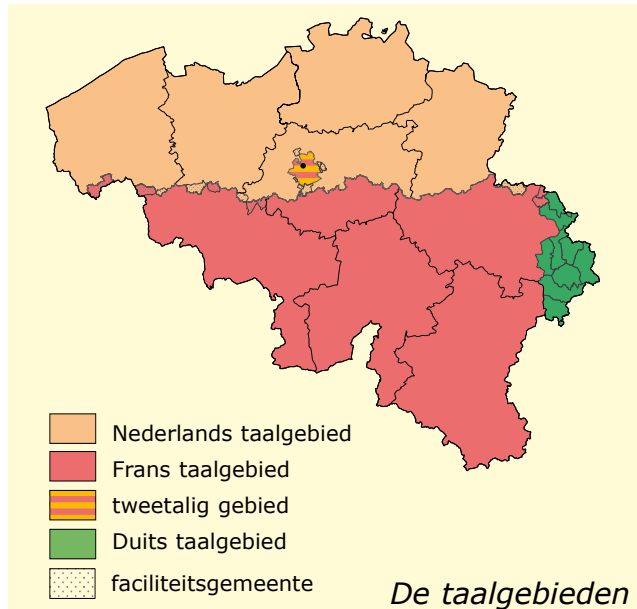 Nederlands taalgebied
Frans taalgebied
tweetalig gebied
Duits taalgebied
faciliteitsgemeente
De taalgebieden